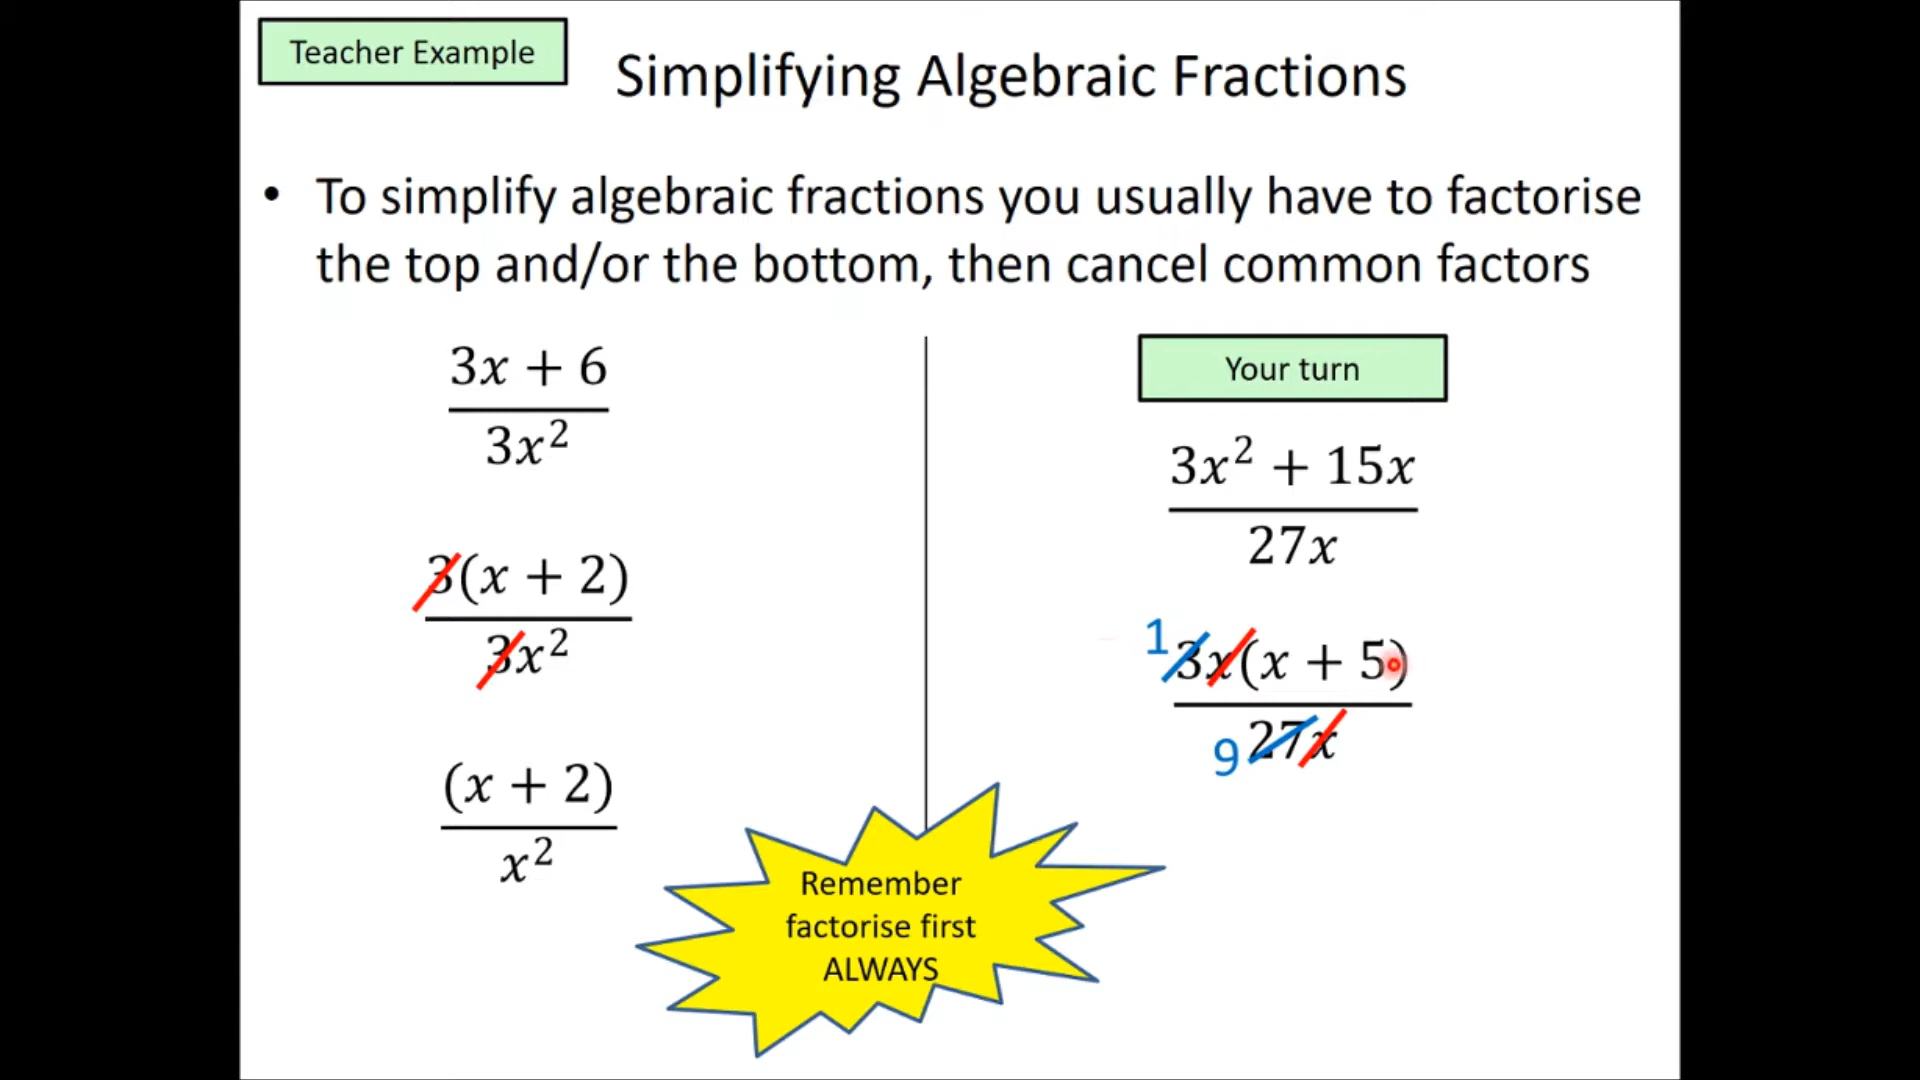 Teacher Example
Simplifying Algebraic Fractions
• To simplify algebraic fractions you usually have to factorise
the top and/or the bottom, then cancel common factors
3x + 6
3x²
3(x + 2)
3x²
(x + 2)
x²
Your turn
3x² + 15x
27x
1 3x(x + 5)
9 27x
Remember
factorise first
ALWAYS